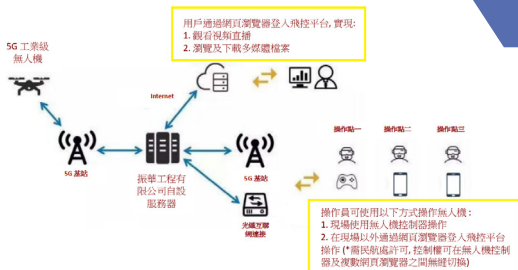 用戶通過網頁瀏覽器登入飛控平台, 實現:
1. 觀看視頻直播
2. 瀏覽及下載多媒體檔案
5G 工業級
無人機
Internet
5G 基站
振華工程有
限公司自設
服務器
5G 基站
光纖互聯
網連接
操作點一
操作點二
操作點三
操作員可使用以下方式操作無人機：
1. 現場使用無人機控制器操作
2. 在現場以外通過網頁瀏覽器登入飛控平台
操作 (*需民航處許可, 控制權可在無人機控制
器及複數網頁瀏覽器之間無縫切換)